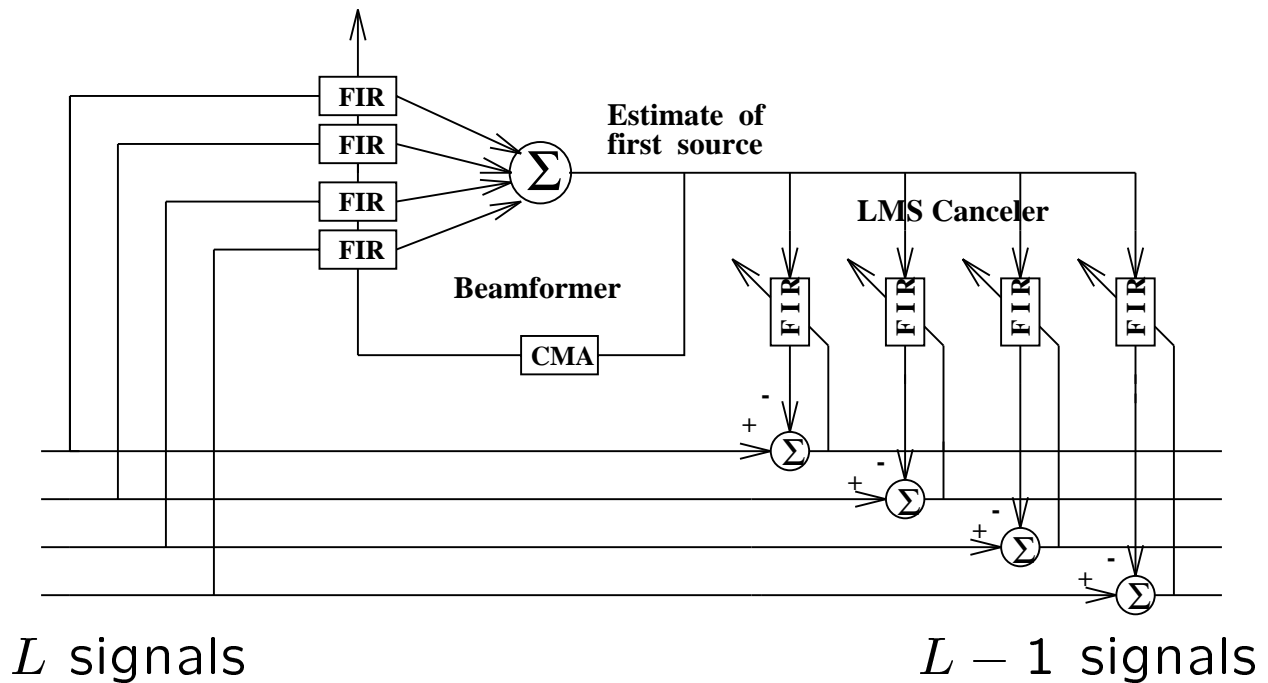 FIR
FIR
FIR
FIR
Σ
Estimate of
first source
LMS Canceler
Beamformer
CMA
FIR
FIR
FIR
FIR
-
+
Σ
-
+
Σ
-
+
Σ
-
+
Σ
L signals
L − 1 signals